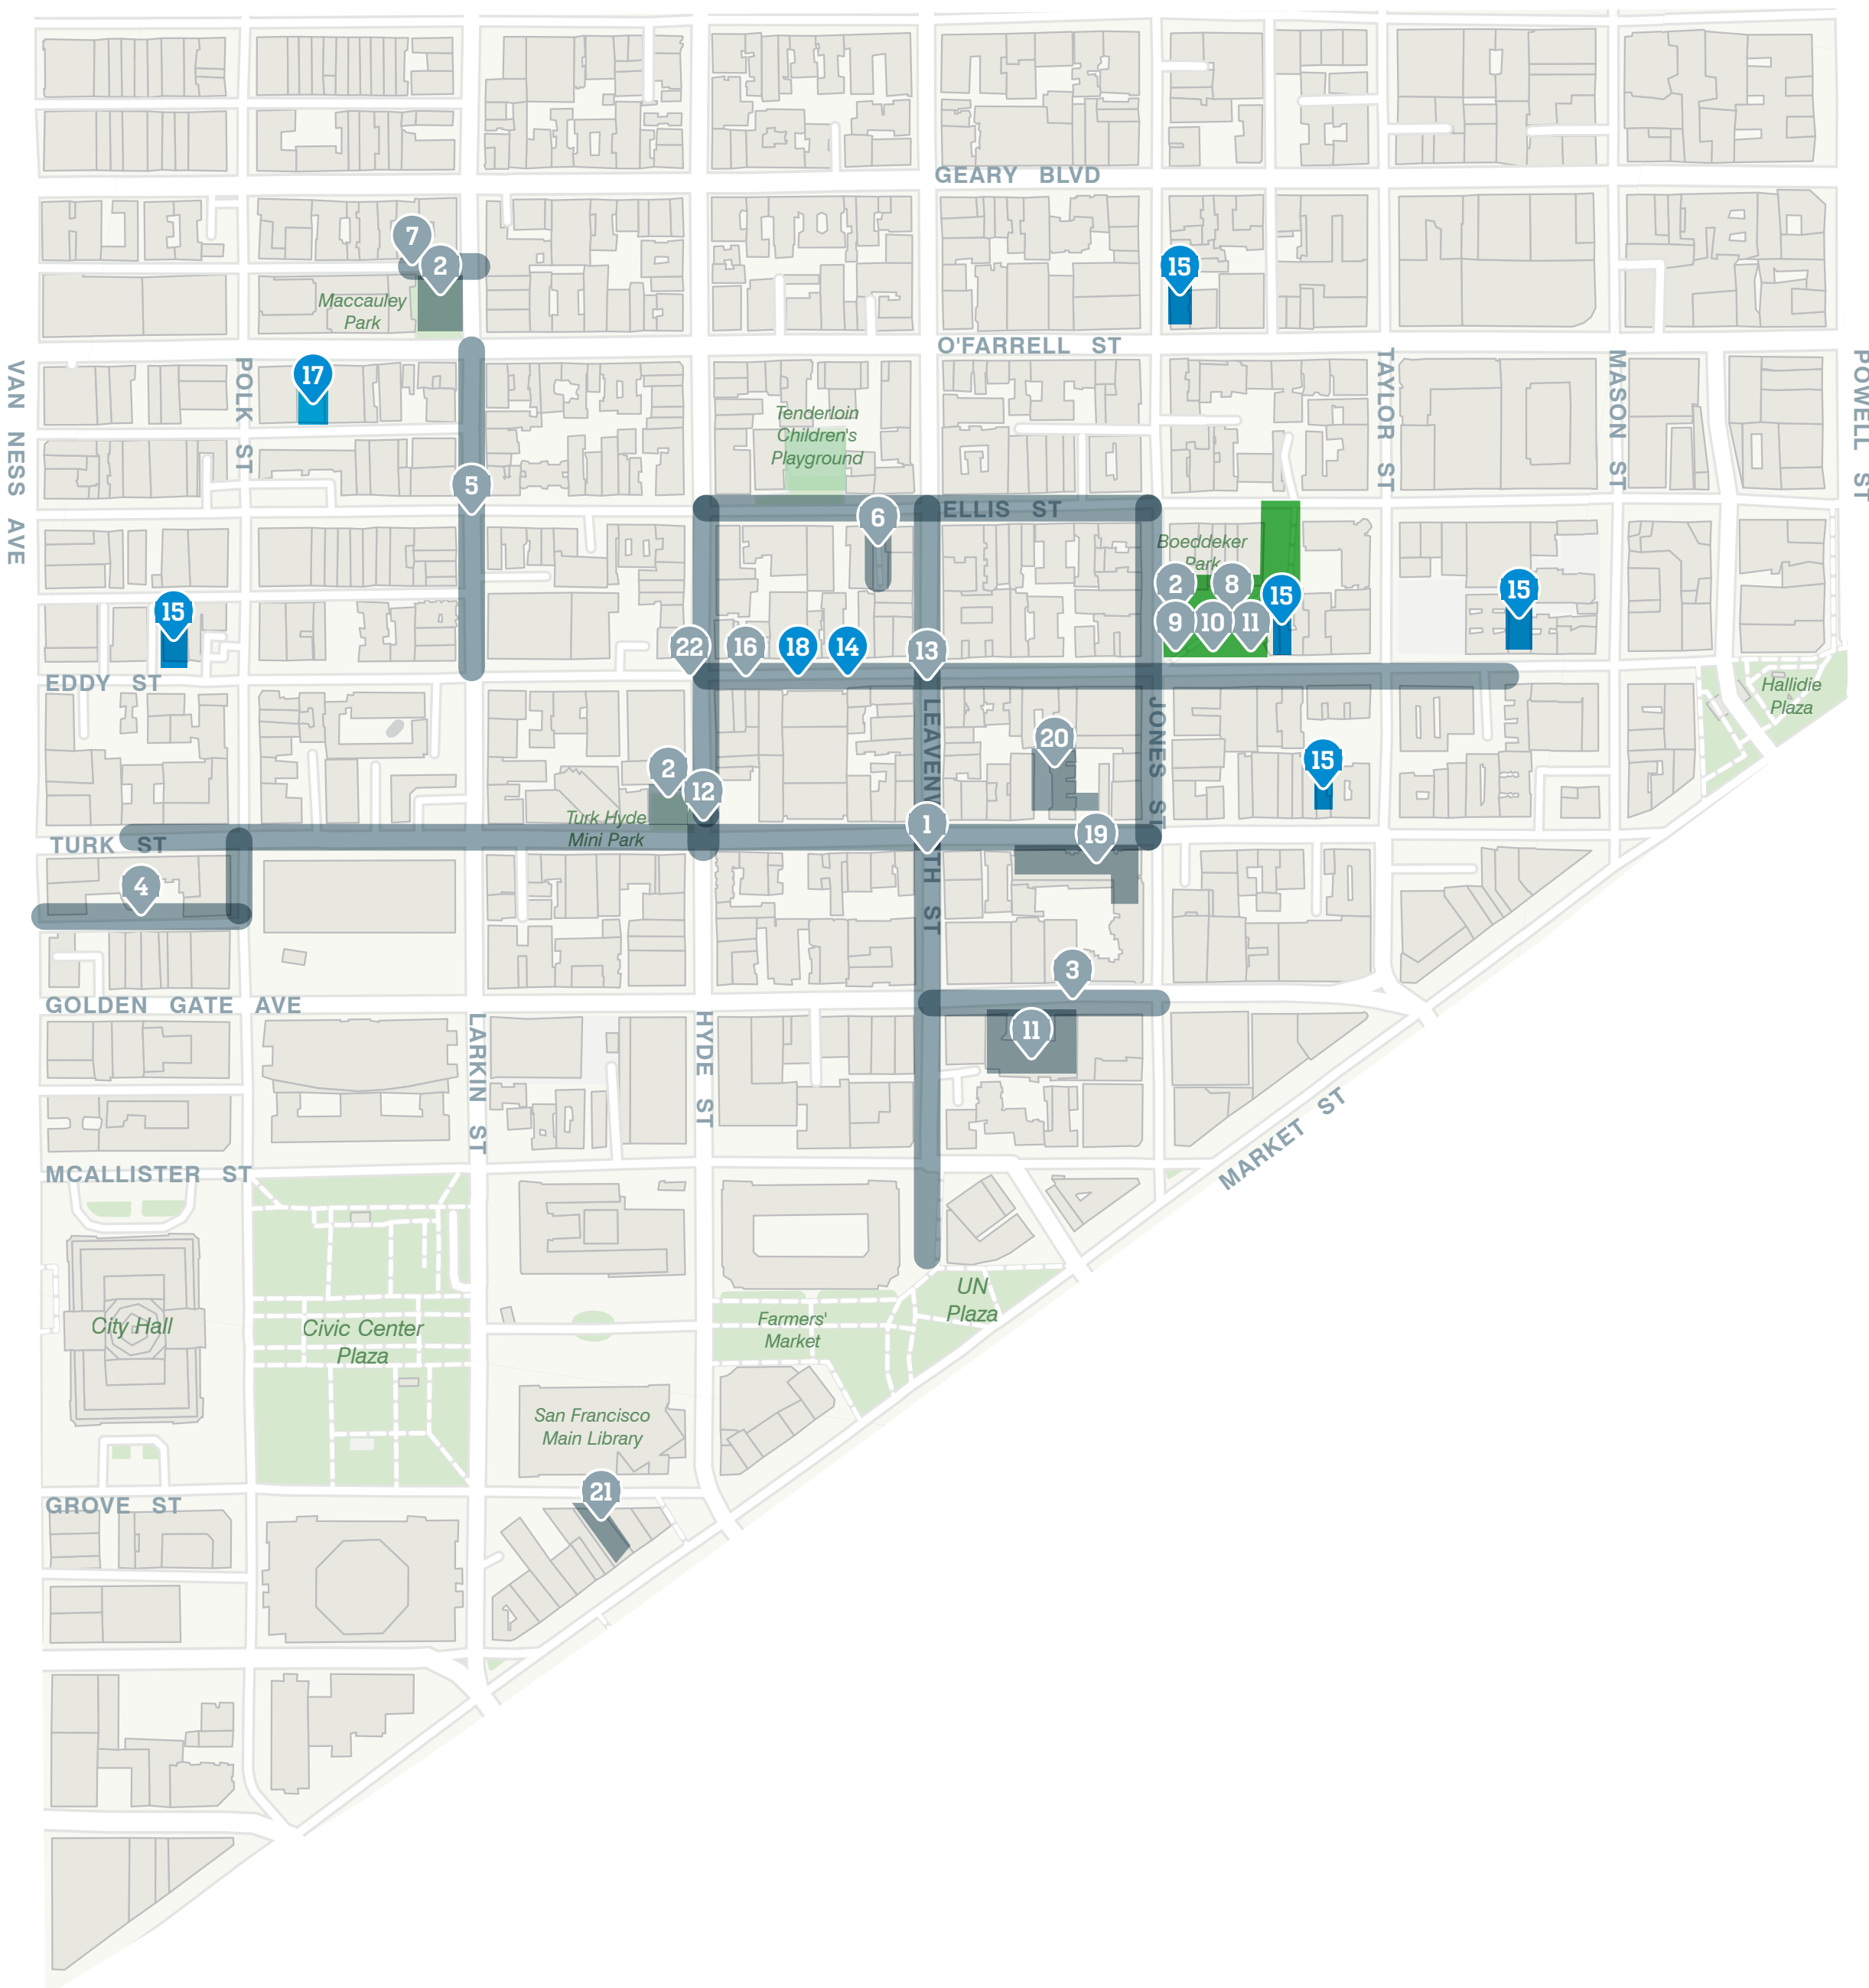 GEARY BLVD
7
2
15
Maccauley
Park
O'FARRELL ST
VAN NESS AVE
POLK ST
17
TAYLOR ST
MASON ST
POWELL ST
Tenderloin
Children's
Playground
5
6
ELLIS ST
Boeddeker
Park
2
8
15
15
15
9
10
11
22
16
18
14
13
EDDY ST
Hallidie
Plaza
LEAVENWORTH ST
JONES ST
20
2
12
15
Turk Hyde
Mini Park
1
19
TURK ST
4
3
GOLDEN GATE AVE
LARKIN ST
HYDE ST
11
MARKET ST
MCALLISTER ST
UN
Plaza
City Hall
Civic Center
Plaza
Farmers'
Market
San Francisco
Main Library
21
GROVE ST